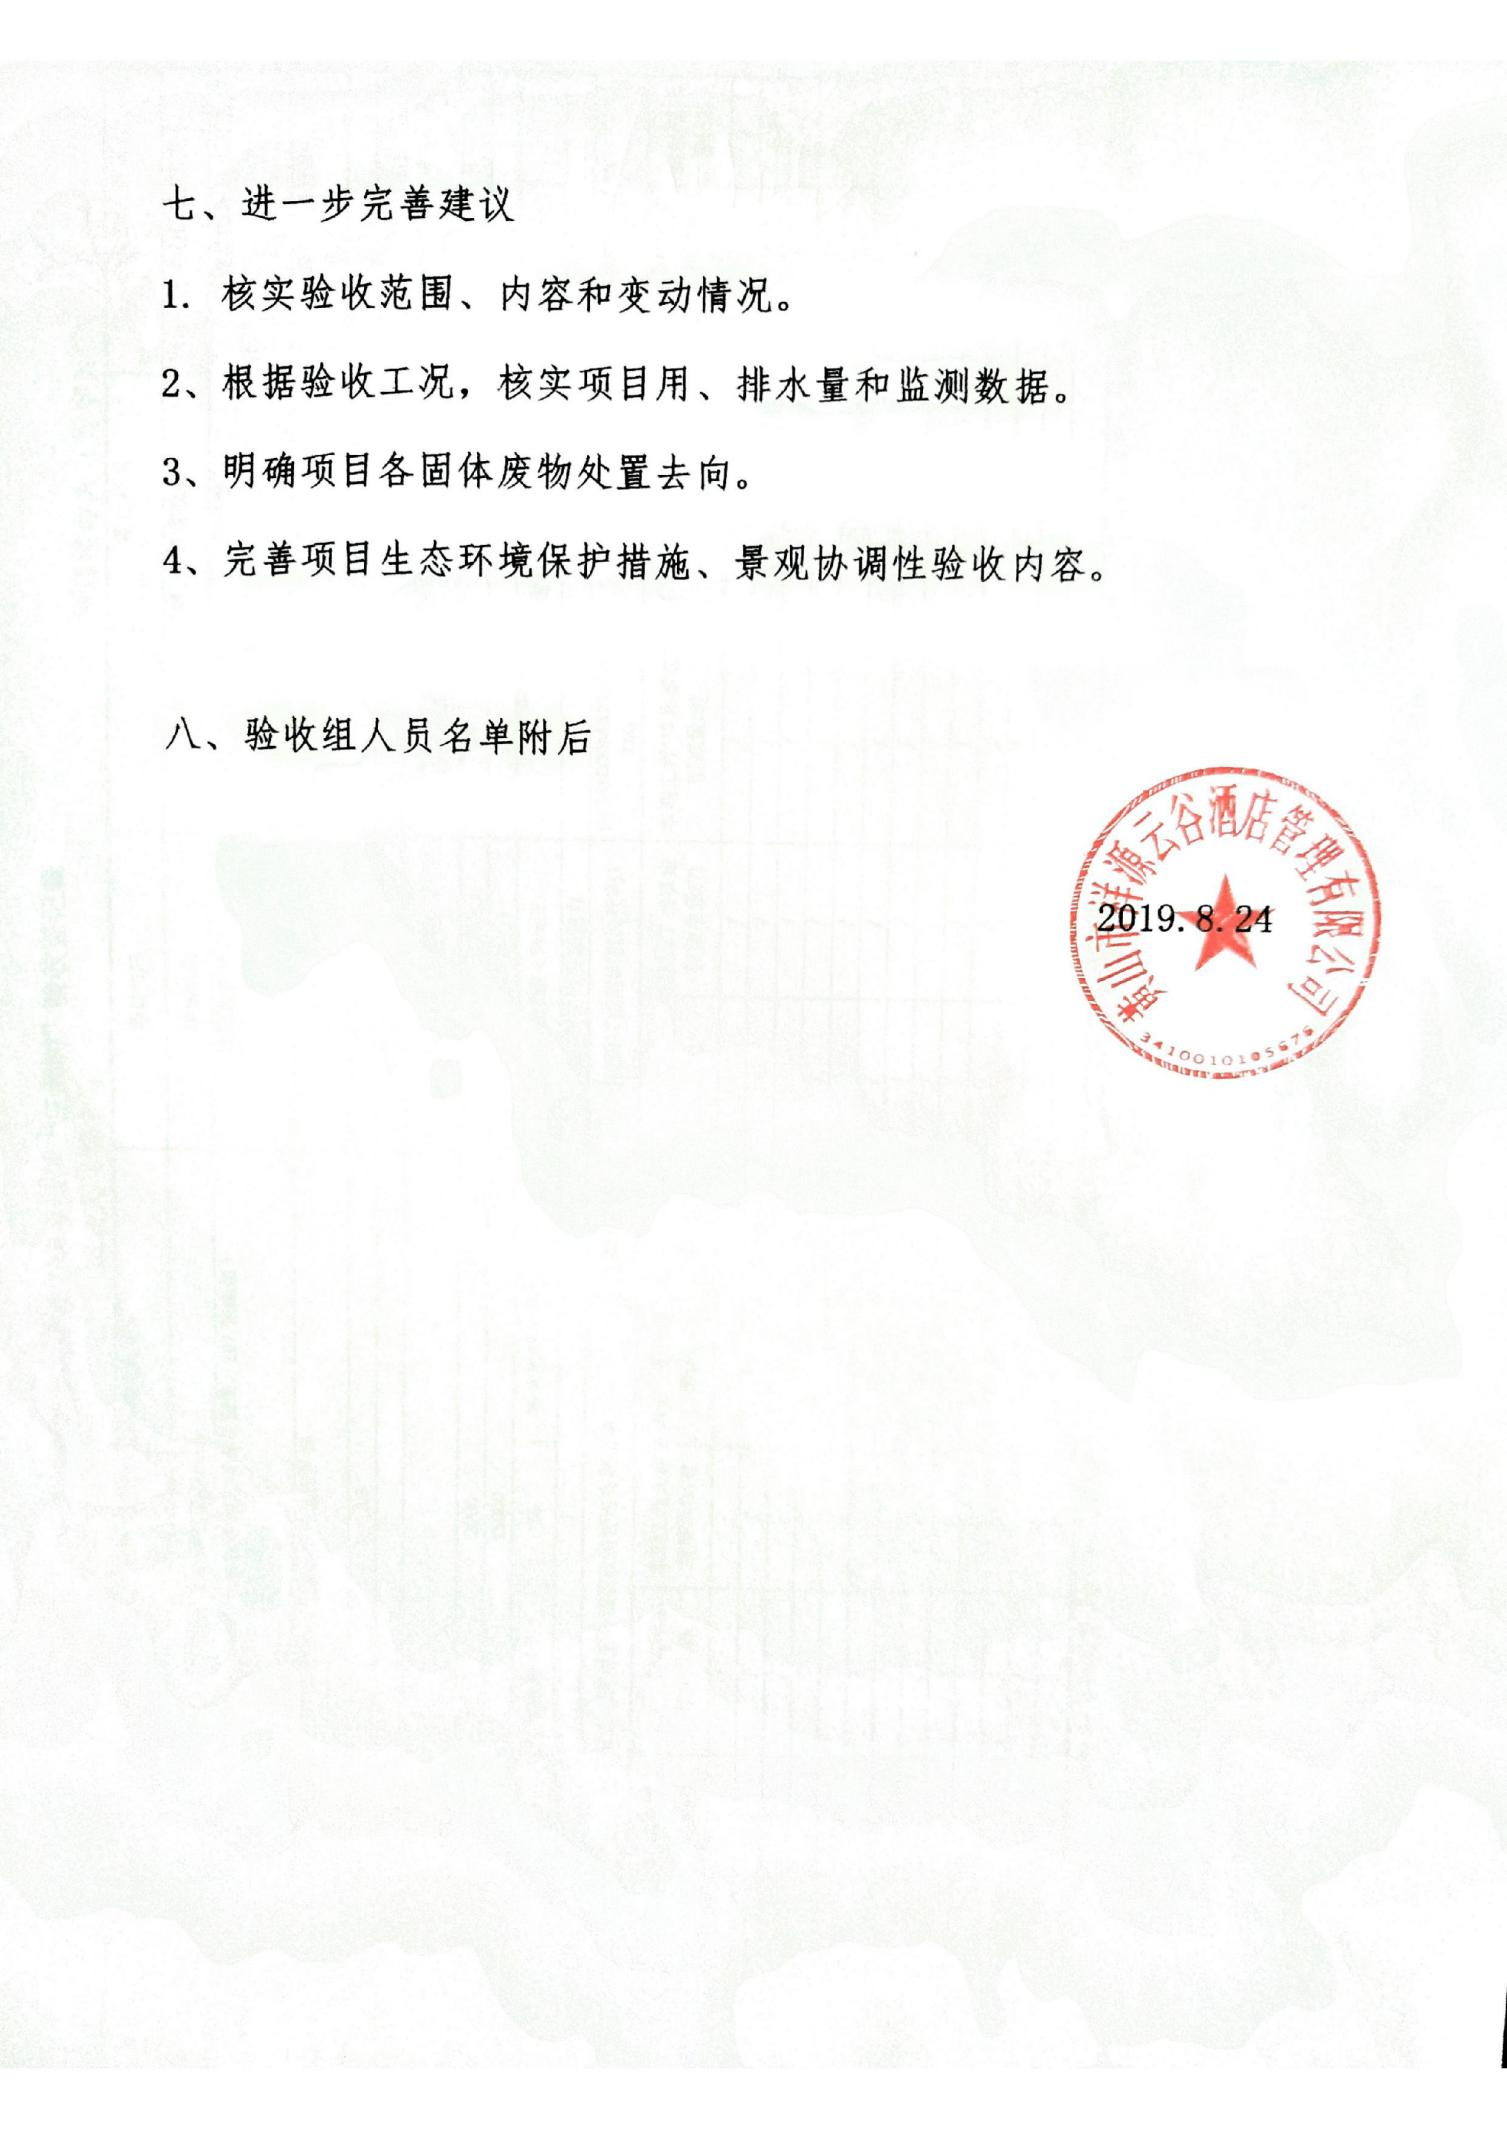 七、进一步完善建议
1. 核实验收范围、内容和变动情况。
2、根据验收工况，核实项目用、排水量和监测数据。
3、明确项目各固体废物处置去向。
4、完善项目生态环境保护措施、景观协调性验收内容。
八、验收组人员名单附后
黄山市祥源云谷酒店管理有限公司
2019.8.24
3410010105676